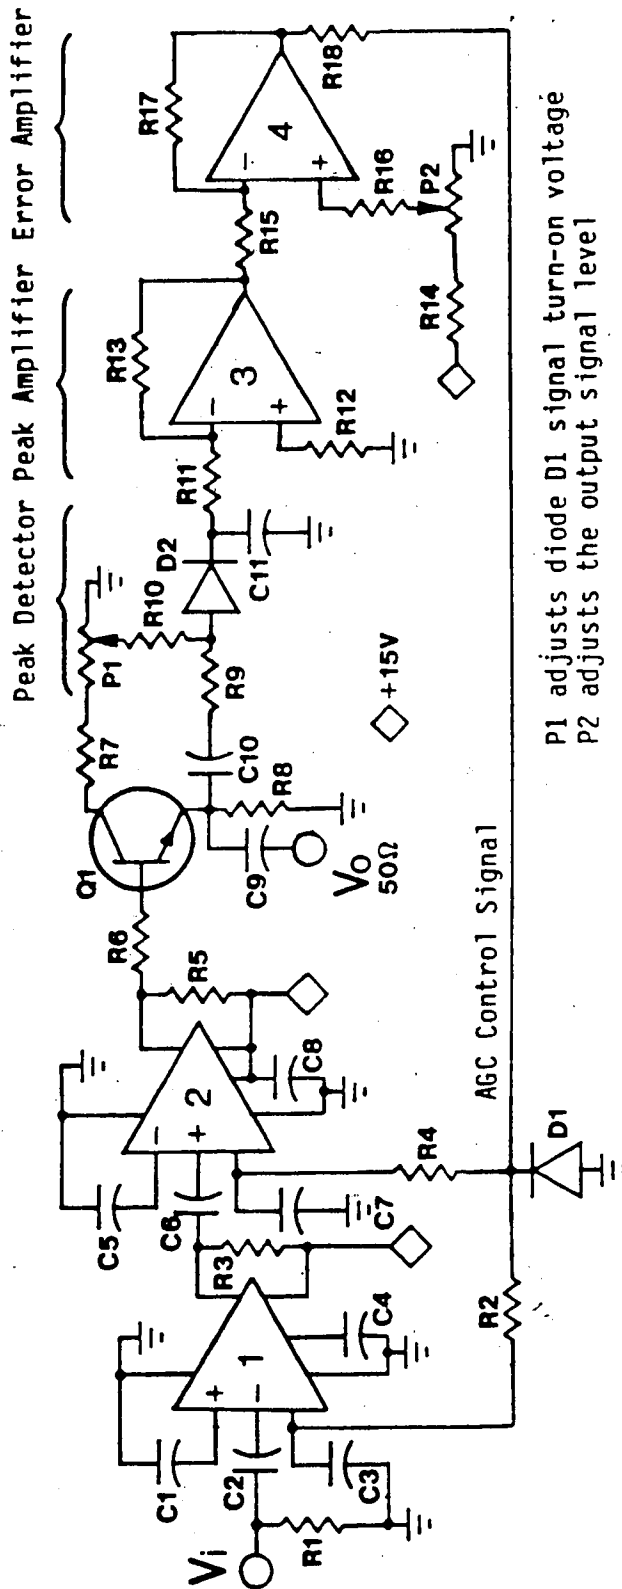 Peak Detector Peak Amplifier Error Amplifier
Q1
R7
P1
R10
D2
R13
R17
R6
R5
C5
C6
C1
C2
Vi
R1
C3
+
−
1
C4
R3
−
+
2
C8
C7
R4
C9
Vo
50Ω
C10
R8
R9
C11
R11
−
+
3
R12
R15
−
+
4
R16
P2
R14
R18
+15V
AGC Control Signal
R2
D1
P1 adjusts diode D1 signal turn-on voltage
P2 adjusts the output signal level